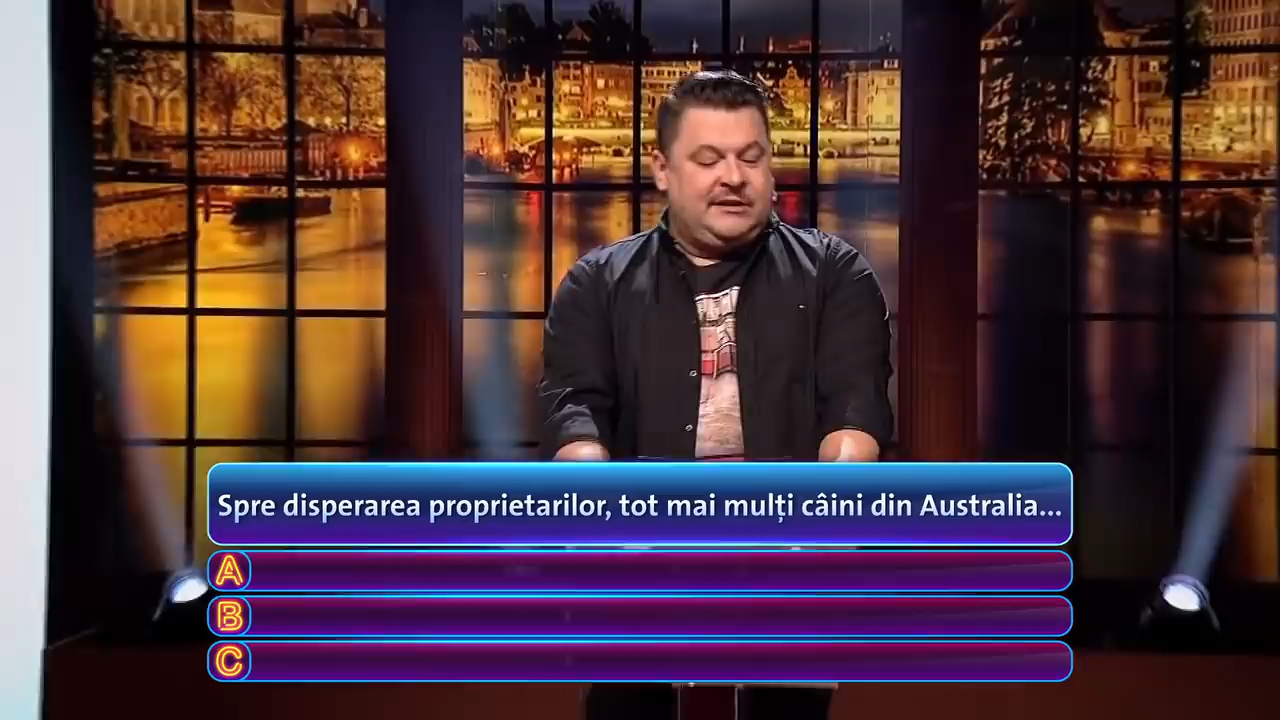 Spre disperarea proprietarilor, tot mai mulți câini din Australia...
A
B
C